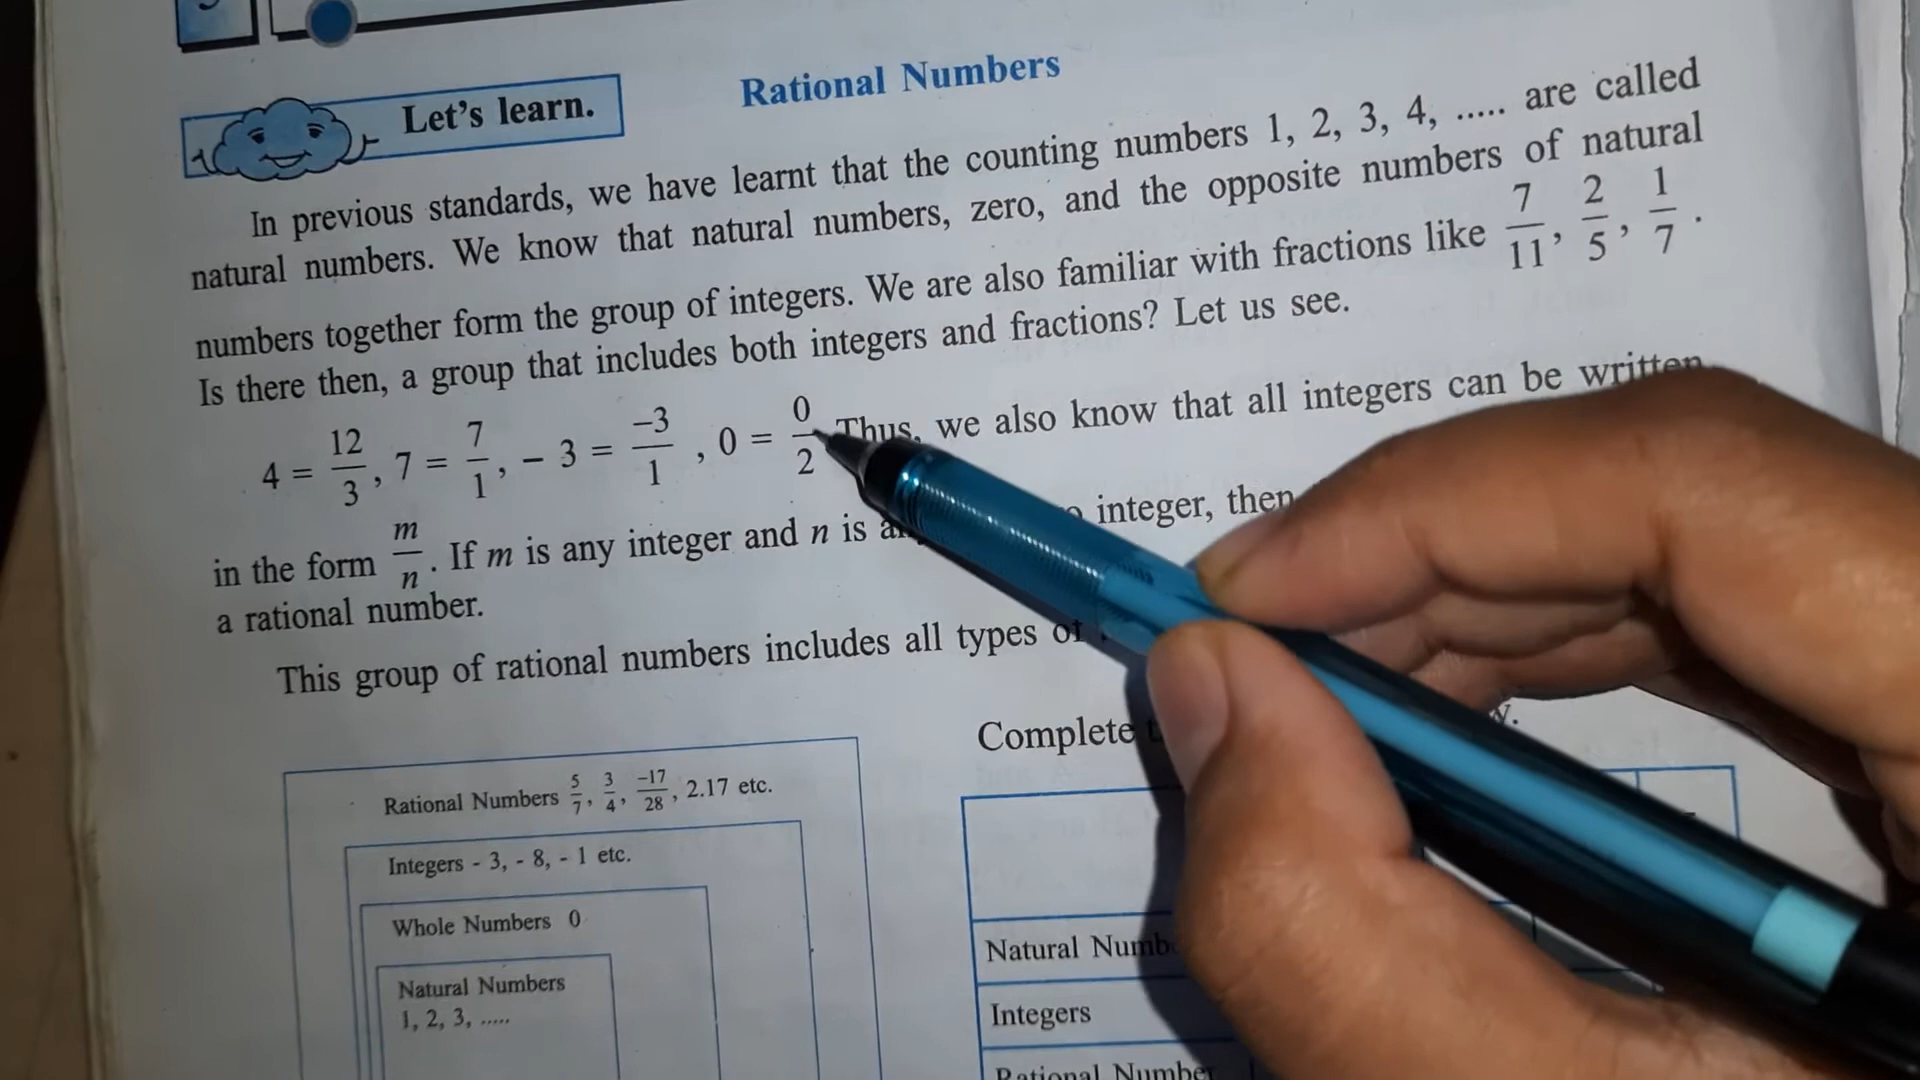 Let's learn.
Rational Numbers
In previous standards, we have learnt that the counting numbers 1, 2, 3, 4, ..... are called
natural numbers. We know that natural numbers, zero, and the opposite numbers of natural
numbers together form the group of integers. We are also familiar with fractions like 7/11, 2/5, 1/7.
Is there then, a group that includes both integers and fractions? Let us see.
4 = 12/3, 7 = 7/1, - 3 = -3/1, 0 = 0/2 Thus, we also know that all integers can be written
in the form m/n. If m is any integer and n is integer, then
a rational number.
This group of rational numbers includes all types of
Rational Numbers 5/7, 3/4, -17/28, 2.17 etc.
Integers - 3, - 8, - 1 etc.
Whole Numbers 0
Natural Numbers
1, 2, 3, .....
Complete
Natural
Integers
Rational